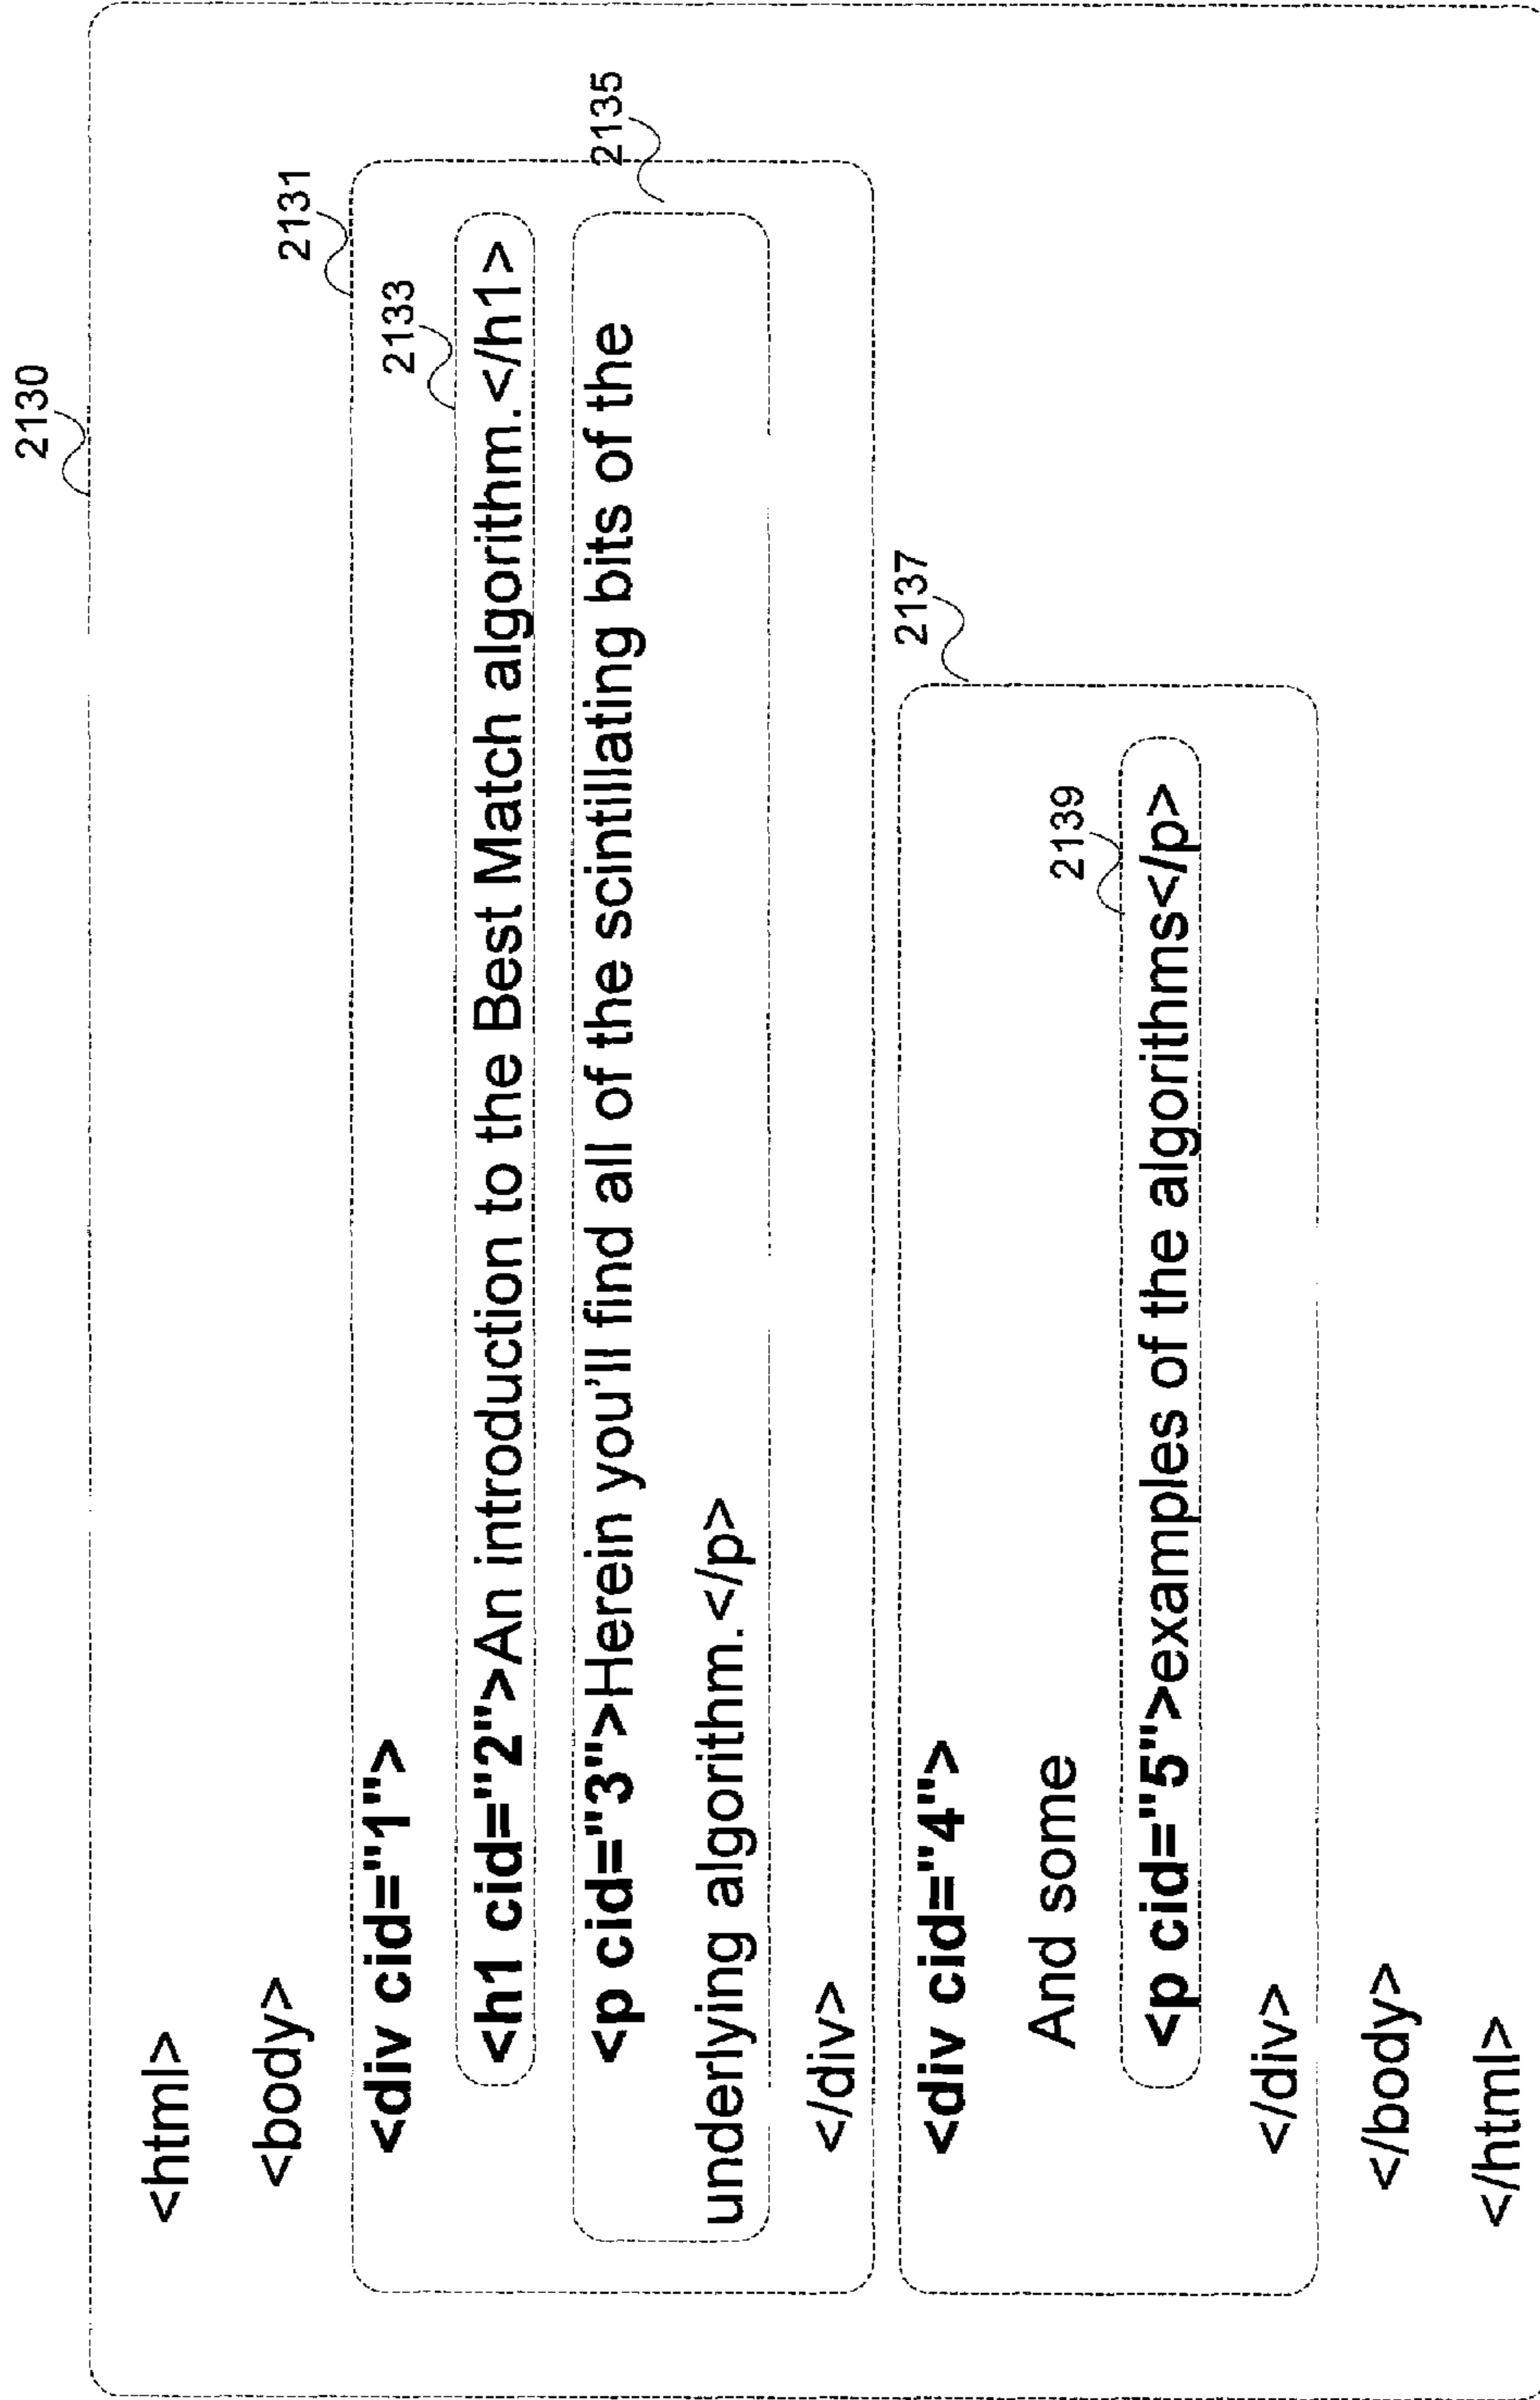 2130
<html>
<body>
2131
<div cid="1">
2133
<h1 cid="2">An introduction to the Best Match algorithm.</h1>
2135
<p cid="3">Herein you'll find all of the scintillating bits of the
underlying algorithm.</p>
</div>
2137
<div cid="4">
And some
2139
<p cid="5">examples of the algorithms</p>
</div>
</body>
</html>